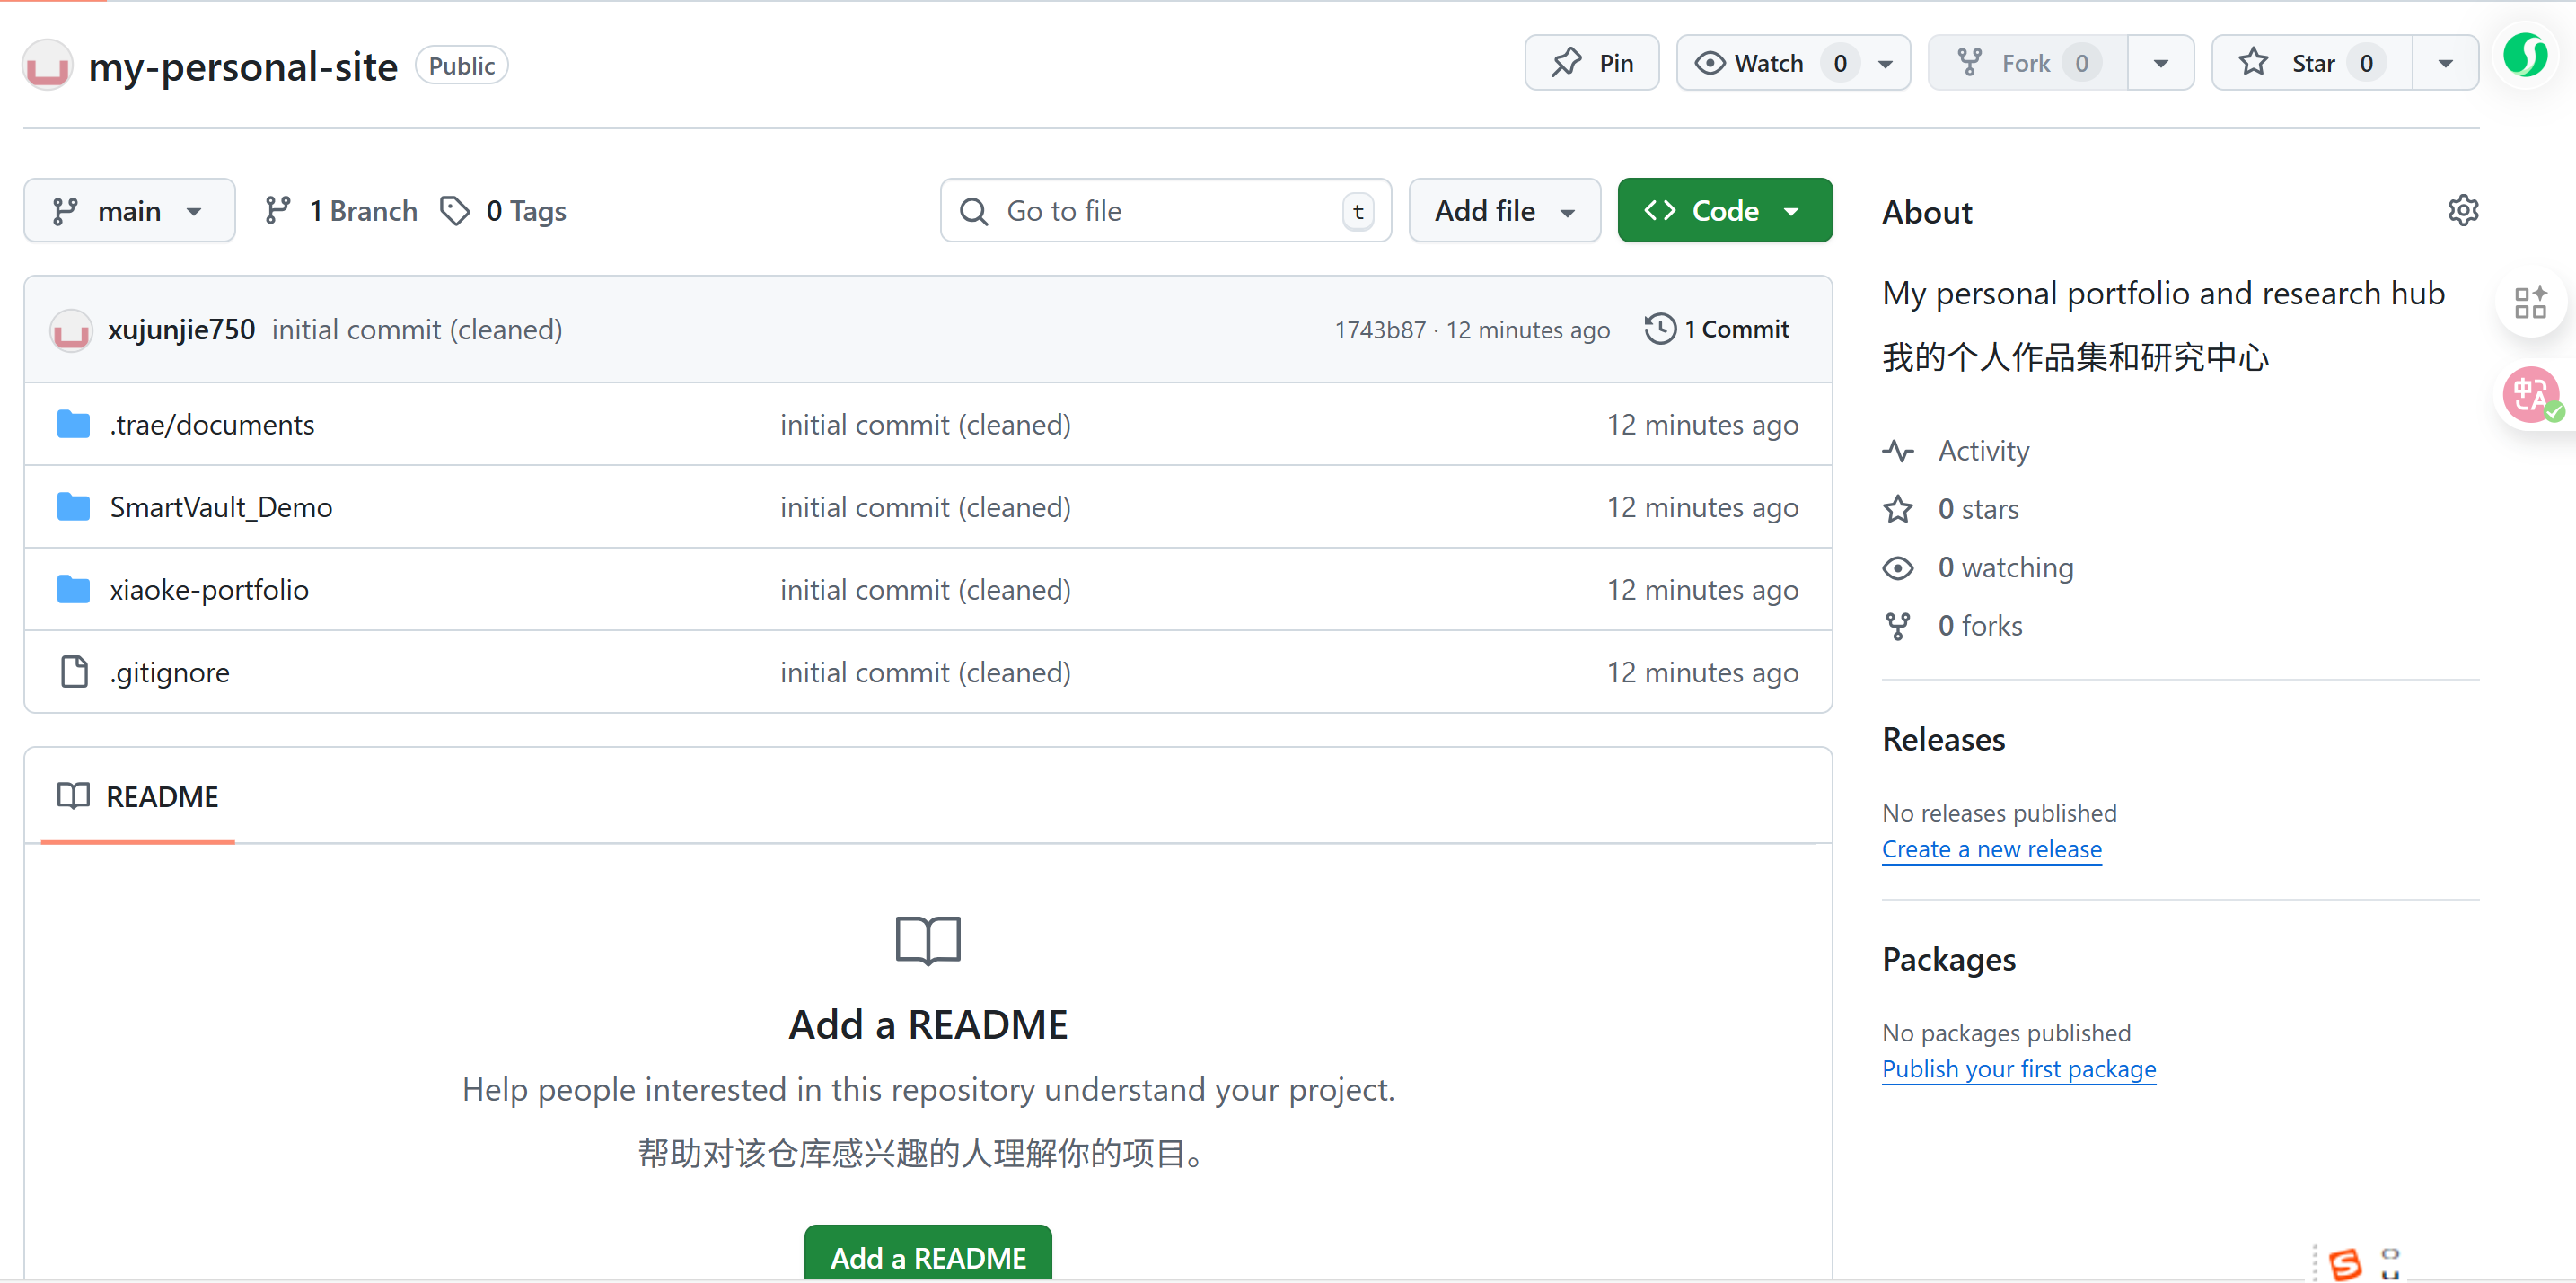 my-personal-site Public Pin Watch 0 Fork 0 Star 0
main 1 Branch 0 Tags Go to file t Add file Code
xujunjie750 initial commit (cleaned) 1743b87 · 12 minutes ago 1 Commit
.trae/documents initial commit (cleaned) 12 minutes ago
SmartVault_Demo initial commit (cleaned) 12 minutes ago
xiaoke-portfolio initial commit (cleaned) 12 minutes ago
.gitignore initial commit (cleaned) 12 minutes ago
README
Add a README
Help people interested in this repository understand your project.
帮助对该仓库感兴趣的人理解你的项目。
Add a README
About
My personal portfolio and research hub
我的个人作品集和研究中心
Activity
0 stars
0 watching
0 forks
Releases
No releases published
Create a new release
Packages
No packages published
Publish your first package
中A
S